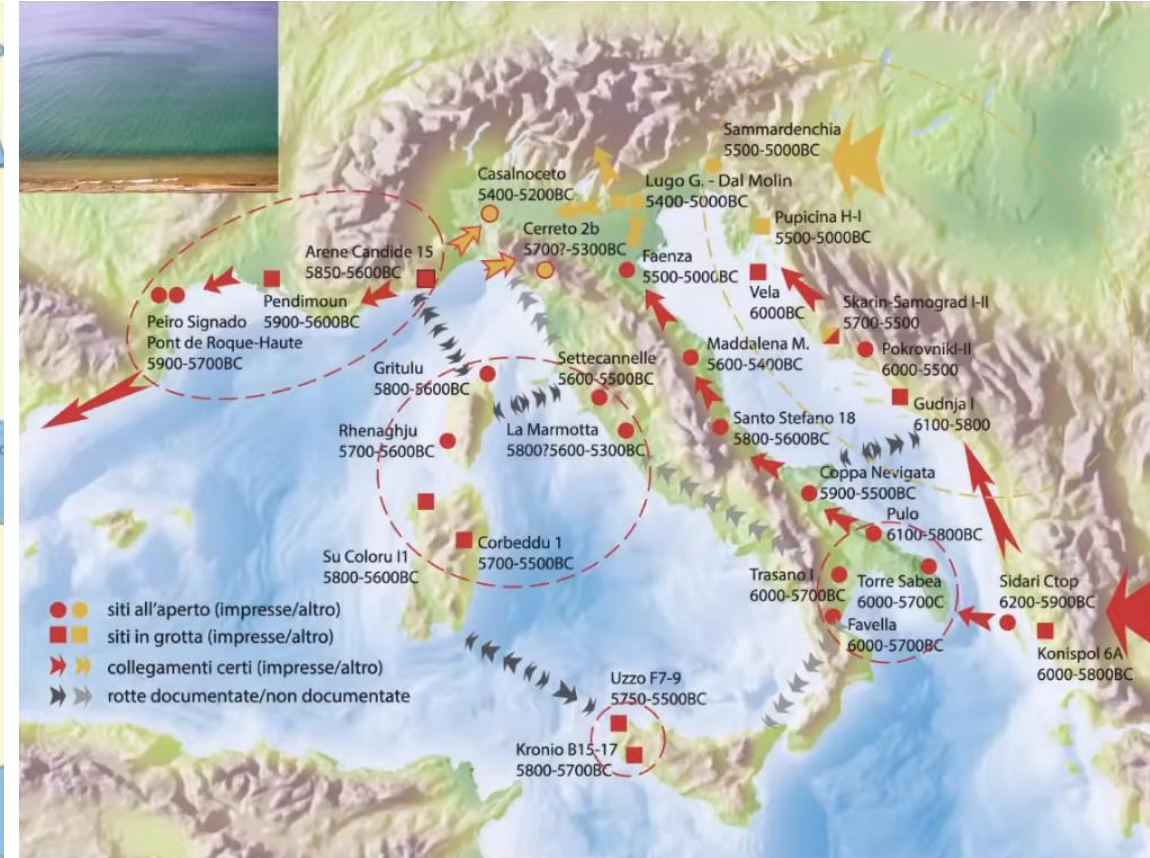 Sammardenchia
5500-5000BC
Casalnoceto
5400-5200BC
Lugo G. - Dal Molin
5400-5000BC
Pupicina H-I
5500-5000BC
Cerreto 2b
5700?-5300BC
Arene Candide 15
5850-5600BC
Faenza
5500-5000BC
Vela
6000BC
Pendimoun
5900-5600BC
Skarin-Samograd I-II
5700-5500
Peiro Signado
Pont de Roque-Haute
5900-5700BC
Maddalena M.
5600-5400BC
Pokrovnikl-II
6000-5500
Gritulu
5800-5600BC
Settecannelle
5600-5500BC
Gudnja I
6100-5800
Rhenaghju
5700-5600BC
La Marmotta
5800?5600-5300BC
Santo Stefano 18
5800-5600BC
Coppa Nevigata
5900-5500BC
Pulo
6100-5800BC
Su Coloru I1
5800-5600BC
Corbeddu 1
5700-5500BC
Trasano I
6000-5700BC
Torre Sabea
6000-5700C
Sidari Ctop
6200-5900BC
Favella
6000-5700BC
Konispol 6A
6000-5800BC
siti all'aperto (impresse/altro)
siti in grotta (impresse/altro)
collegamenti certi (impresse/altro)
rotte documentate/non documentate
Uzzo F7-9
5750-5500BC
Kronio B15-17
5800-5700BC